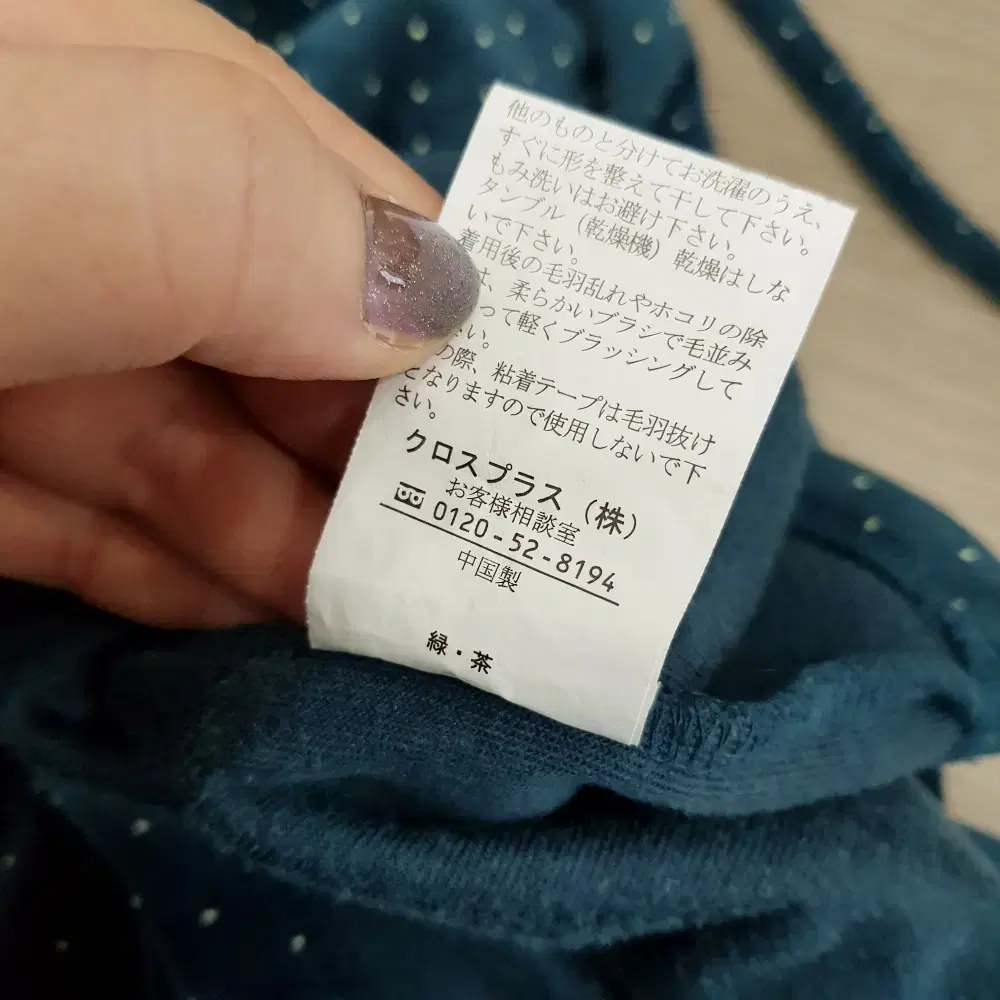 他のものと分けてお洗濯のうえ、
すぐに形を整えて干して下さい。
もみ洗いはお避け下さい。
タンブル（乾燥機）乾燥はしな
いで下さい。
着用後の毛羽乱れやホコリの除
は、柔らかいブラシで毛並み
って軽くブラッシングして
い。
の際、粘着テープは毛羽抜け
となりますので使用しないで下
さい。
クロスプラス（株）
お客様相談室
0120-52-8194
中国製
緑・茶